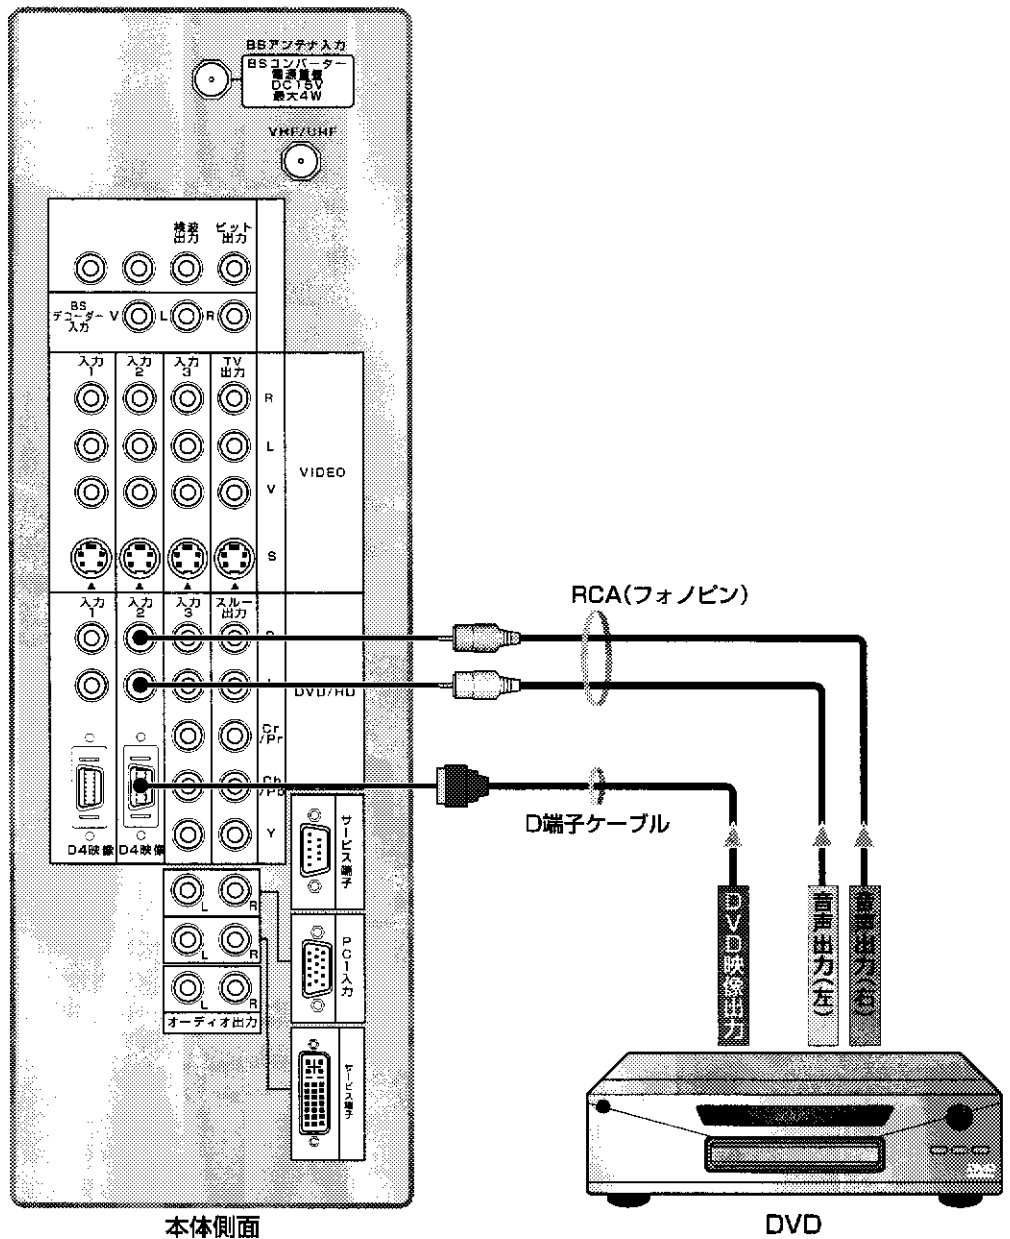 BSアンテナ入力
BSコンバーター
電源重畳
DC15V
最大4W
VHF/UHF
検波
出力
ビット
出力
BS
デコーダー
入力
V
L
R
入力
1
入力
2
入力
3
TV
出力
R
L
V
S
VIDEO
入力
1
入力
2
入力
3
スルー
出力
DVD/HD
Cr
/Pr
Cb
/Pb
Y
D4映像
D4映像
L
R
L
R
L
R
オーディオ出力
サービス端子
PC1入力
サービス端子
RCA(フォノピン)
D端子ケーブル
DVD映像出力
音声出力(左)
音声出力(右)
本体側面
DVD